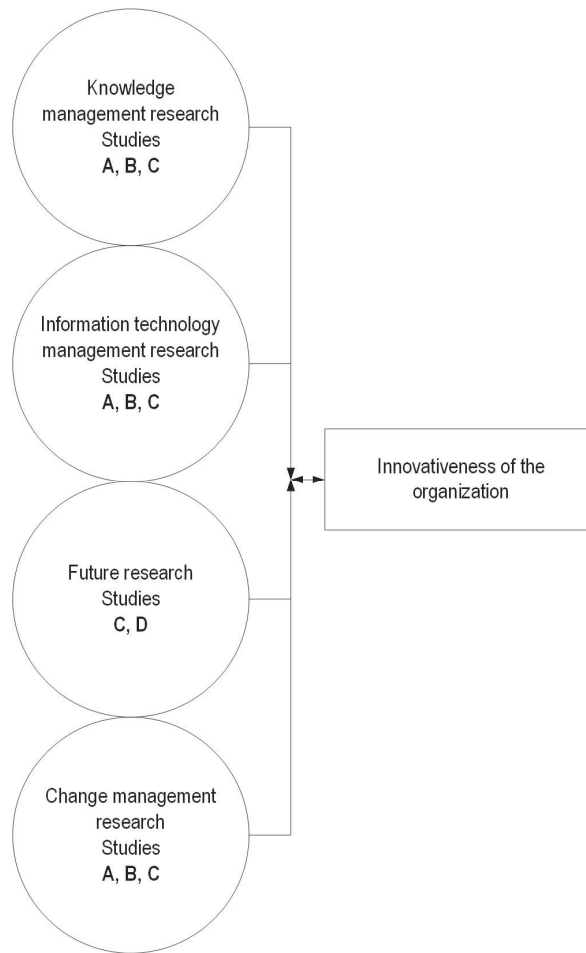 Knowledge
management research
Studies
A, B, C
Information technology
management research
Studies
A, B, C
Innovativeness of the
organization
Future research
Studies
C, D
Change management
research
Studies
A, B, C